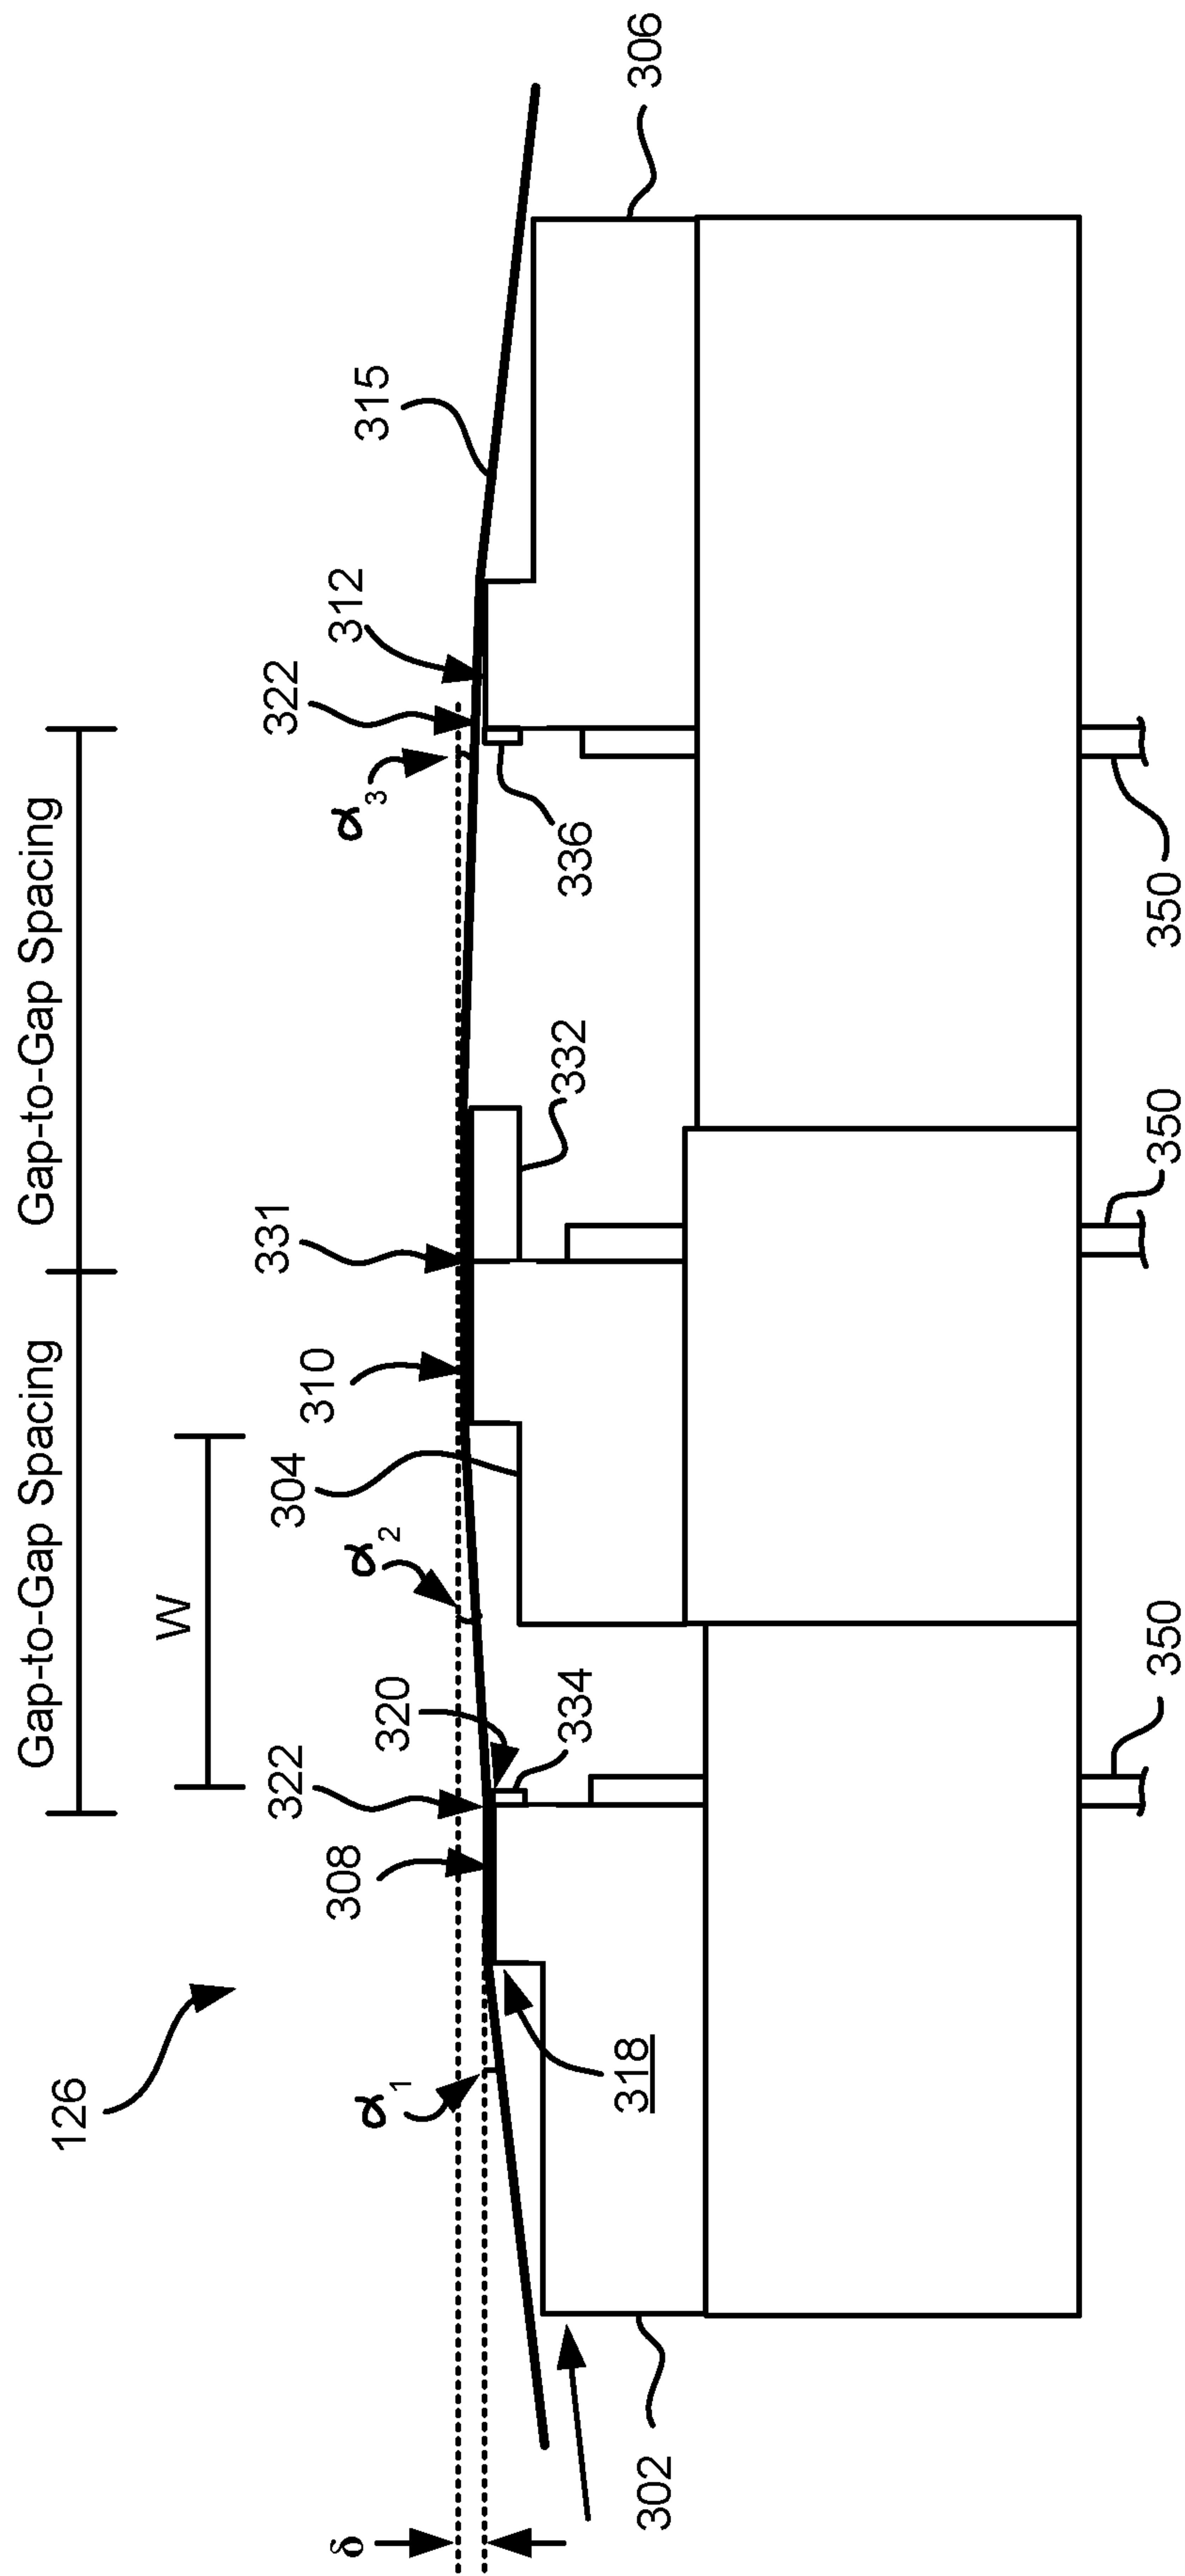 126
Gap-to-Gap Spacing
Gap-to-Gap Spacing
W
δ
α1
318
308
322
320
334
α2
304
310
331
332
α3
322
312
336
315
306
302
350
350
350